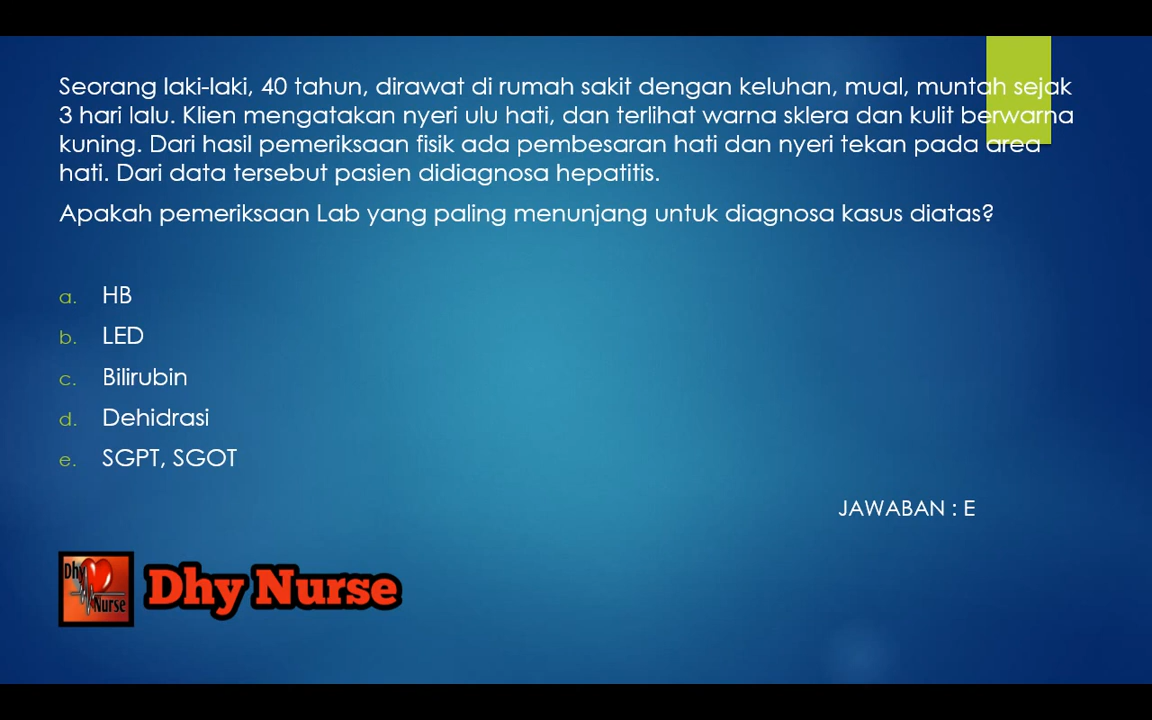 Seorang laki-laki, 40 tahun, dirawat di rumah sakit dengan keluhan, mual, muntah sejak
3 hari lalu. Klien mengatakan nyeri ulu hati, dan terlihat warna sklera dan kulit berwarna
kuning. Dari hasil pemeriksaan fisik ada pembesaran hati dan nyeri tekan pada area
hati. Dari data tersebut pasien didiagnosa hepatitis.
Apakah pemeriksaan Lab yang paling menunjang untuk diagnosa kasus diatas?
a. HB
b. LED
c. Bilirubin
d. Dehidrasi
e. SGPT, SGOT
JAWABAN : E
Dhy
Nurse
Dhy Nurse